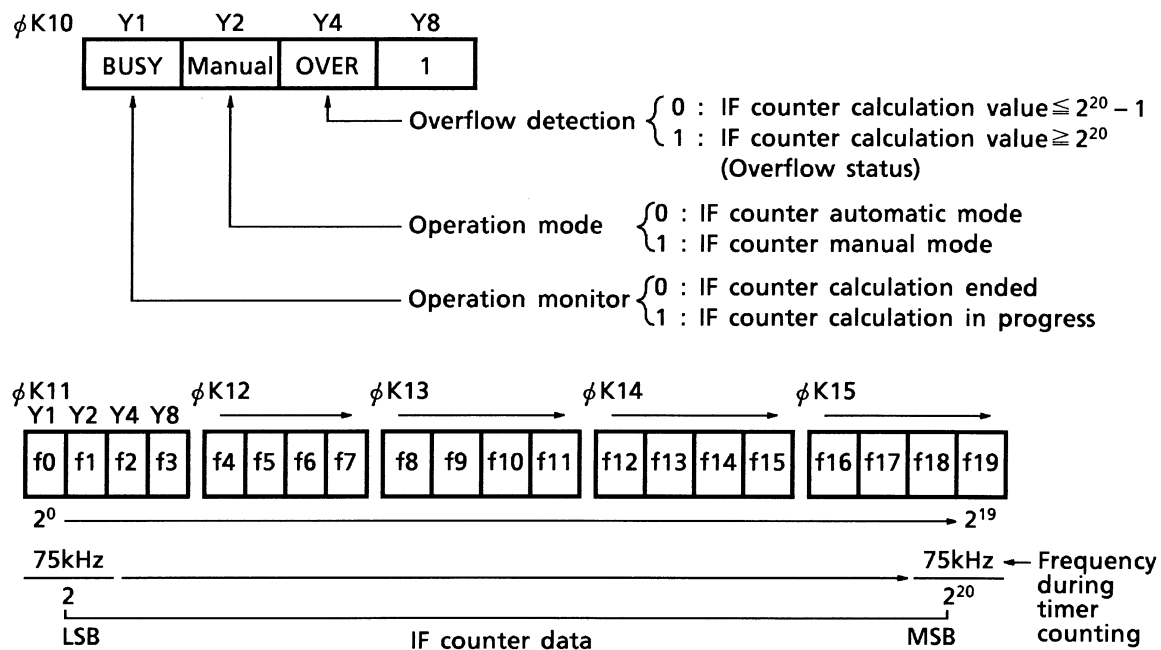 ϕK10 Y1 Y2 Y4 Y8
BUSY Manual OVER 1
Overflow detection { 0 : IF counter calculation value ≦ 2²⁰ – 1
1 : IF counter calculation value ≧ 2²⁰
(Overflow status)
Operation mode { 0 : IF counter automatic mode
1 : IF counter manual mode
Operation monitor { 0 : IF counter calculation ended
1 : IF counter calculation in progress
ϕK11 ϕK12 ϕK13 ϕK14 ϕK15
Y1 Y2 Y4 Y8
f0 f1 f2 f3 f4 f5 f6 f7 f8 f9 f10 f11 f12 f13 f14 f15 f16 f17 f18 f19
2⁰ 2¹⁹
75kHz 75kHz Frequency
2 2²⁰ during
timer
LSB IF counter data MSB counting